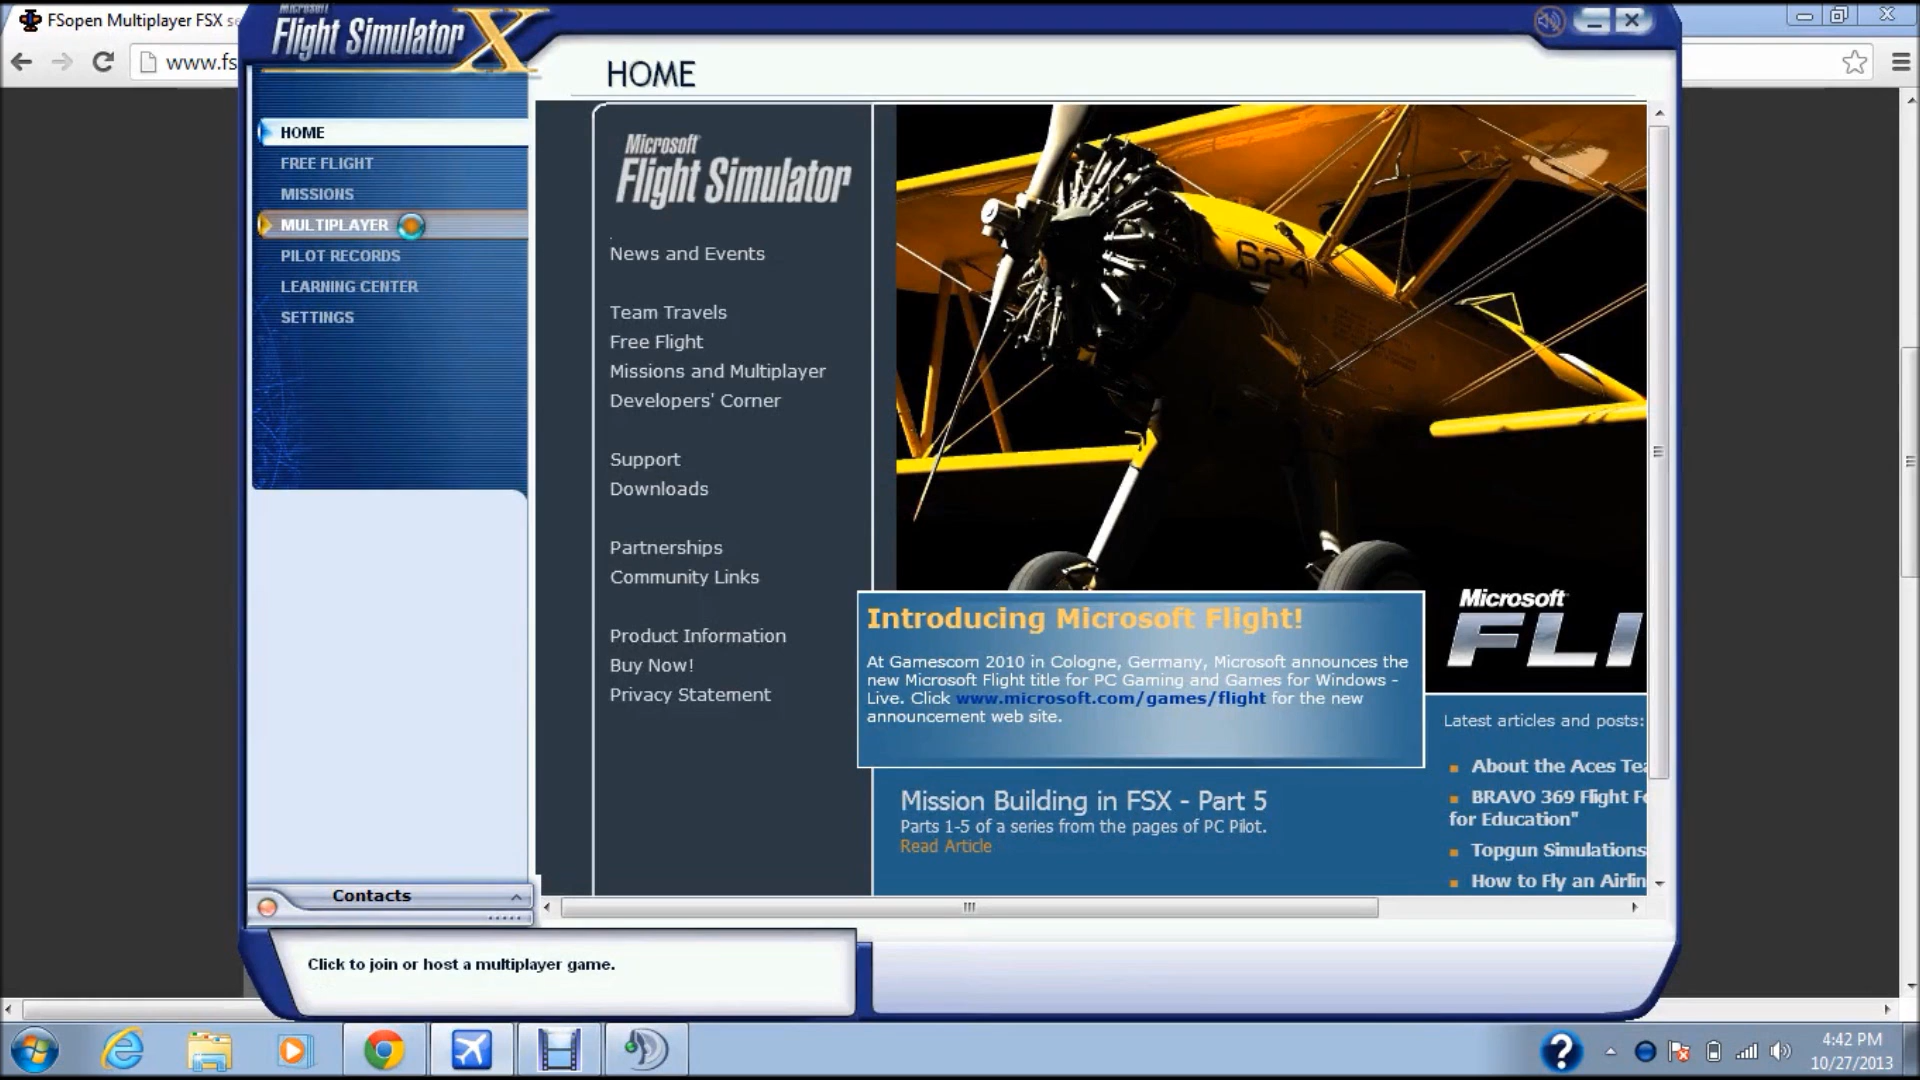 FSopen Multiplayer FSX se
www.fs
Microsoft
Flight Simulator X
HOME
HOME
FREE FLIGHT
MISSIONS
MULTIPLAYER
PILOT RECORDS
LEARNING CENTER
SETTINGS
Microsoft
Flight Simulator
News and Events
Team Travels
Free Flight
Missions and Multiplayer
Developers' Corner
Support
Downloads
Partnerships
Community Links
Product Information
Buy Now!
Privacy Statement
624
Microsoft
FLI
Introducing Microsoft Flight!
At Gamescom 2010 in Cologne, Germany, Microsoft announces the
new Microsoft Flight title for PC Gaming and Games for Windows -
Live. Click www.microsoft.com/games/flight for the new
announcement web site.
Mission Building in FSX - Part 5
Parts 1-5 of a series from the pages of PC Pilot.
Read Article
Latest articles and posts:
About the Aces Tea
BRAVO 369 Flight Fo
for Education"
Topgun Simulations
How to Fly an Airlin
Contacts
Click to join or host a multiplayer game.
4:42 PM
10/27/2013